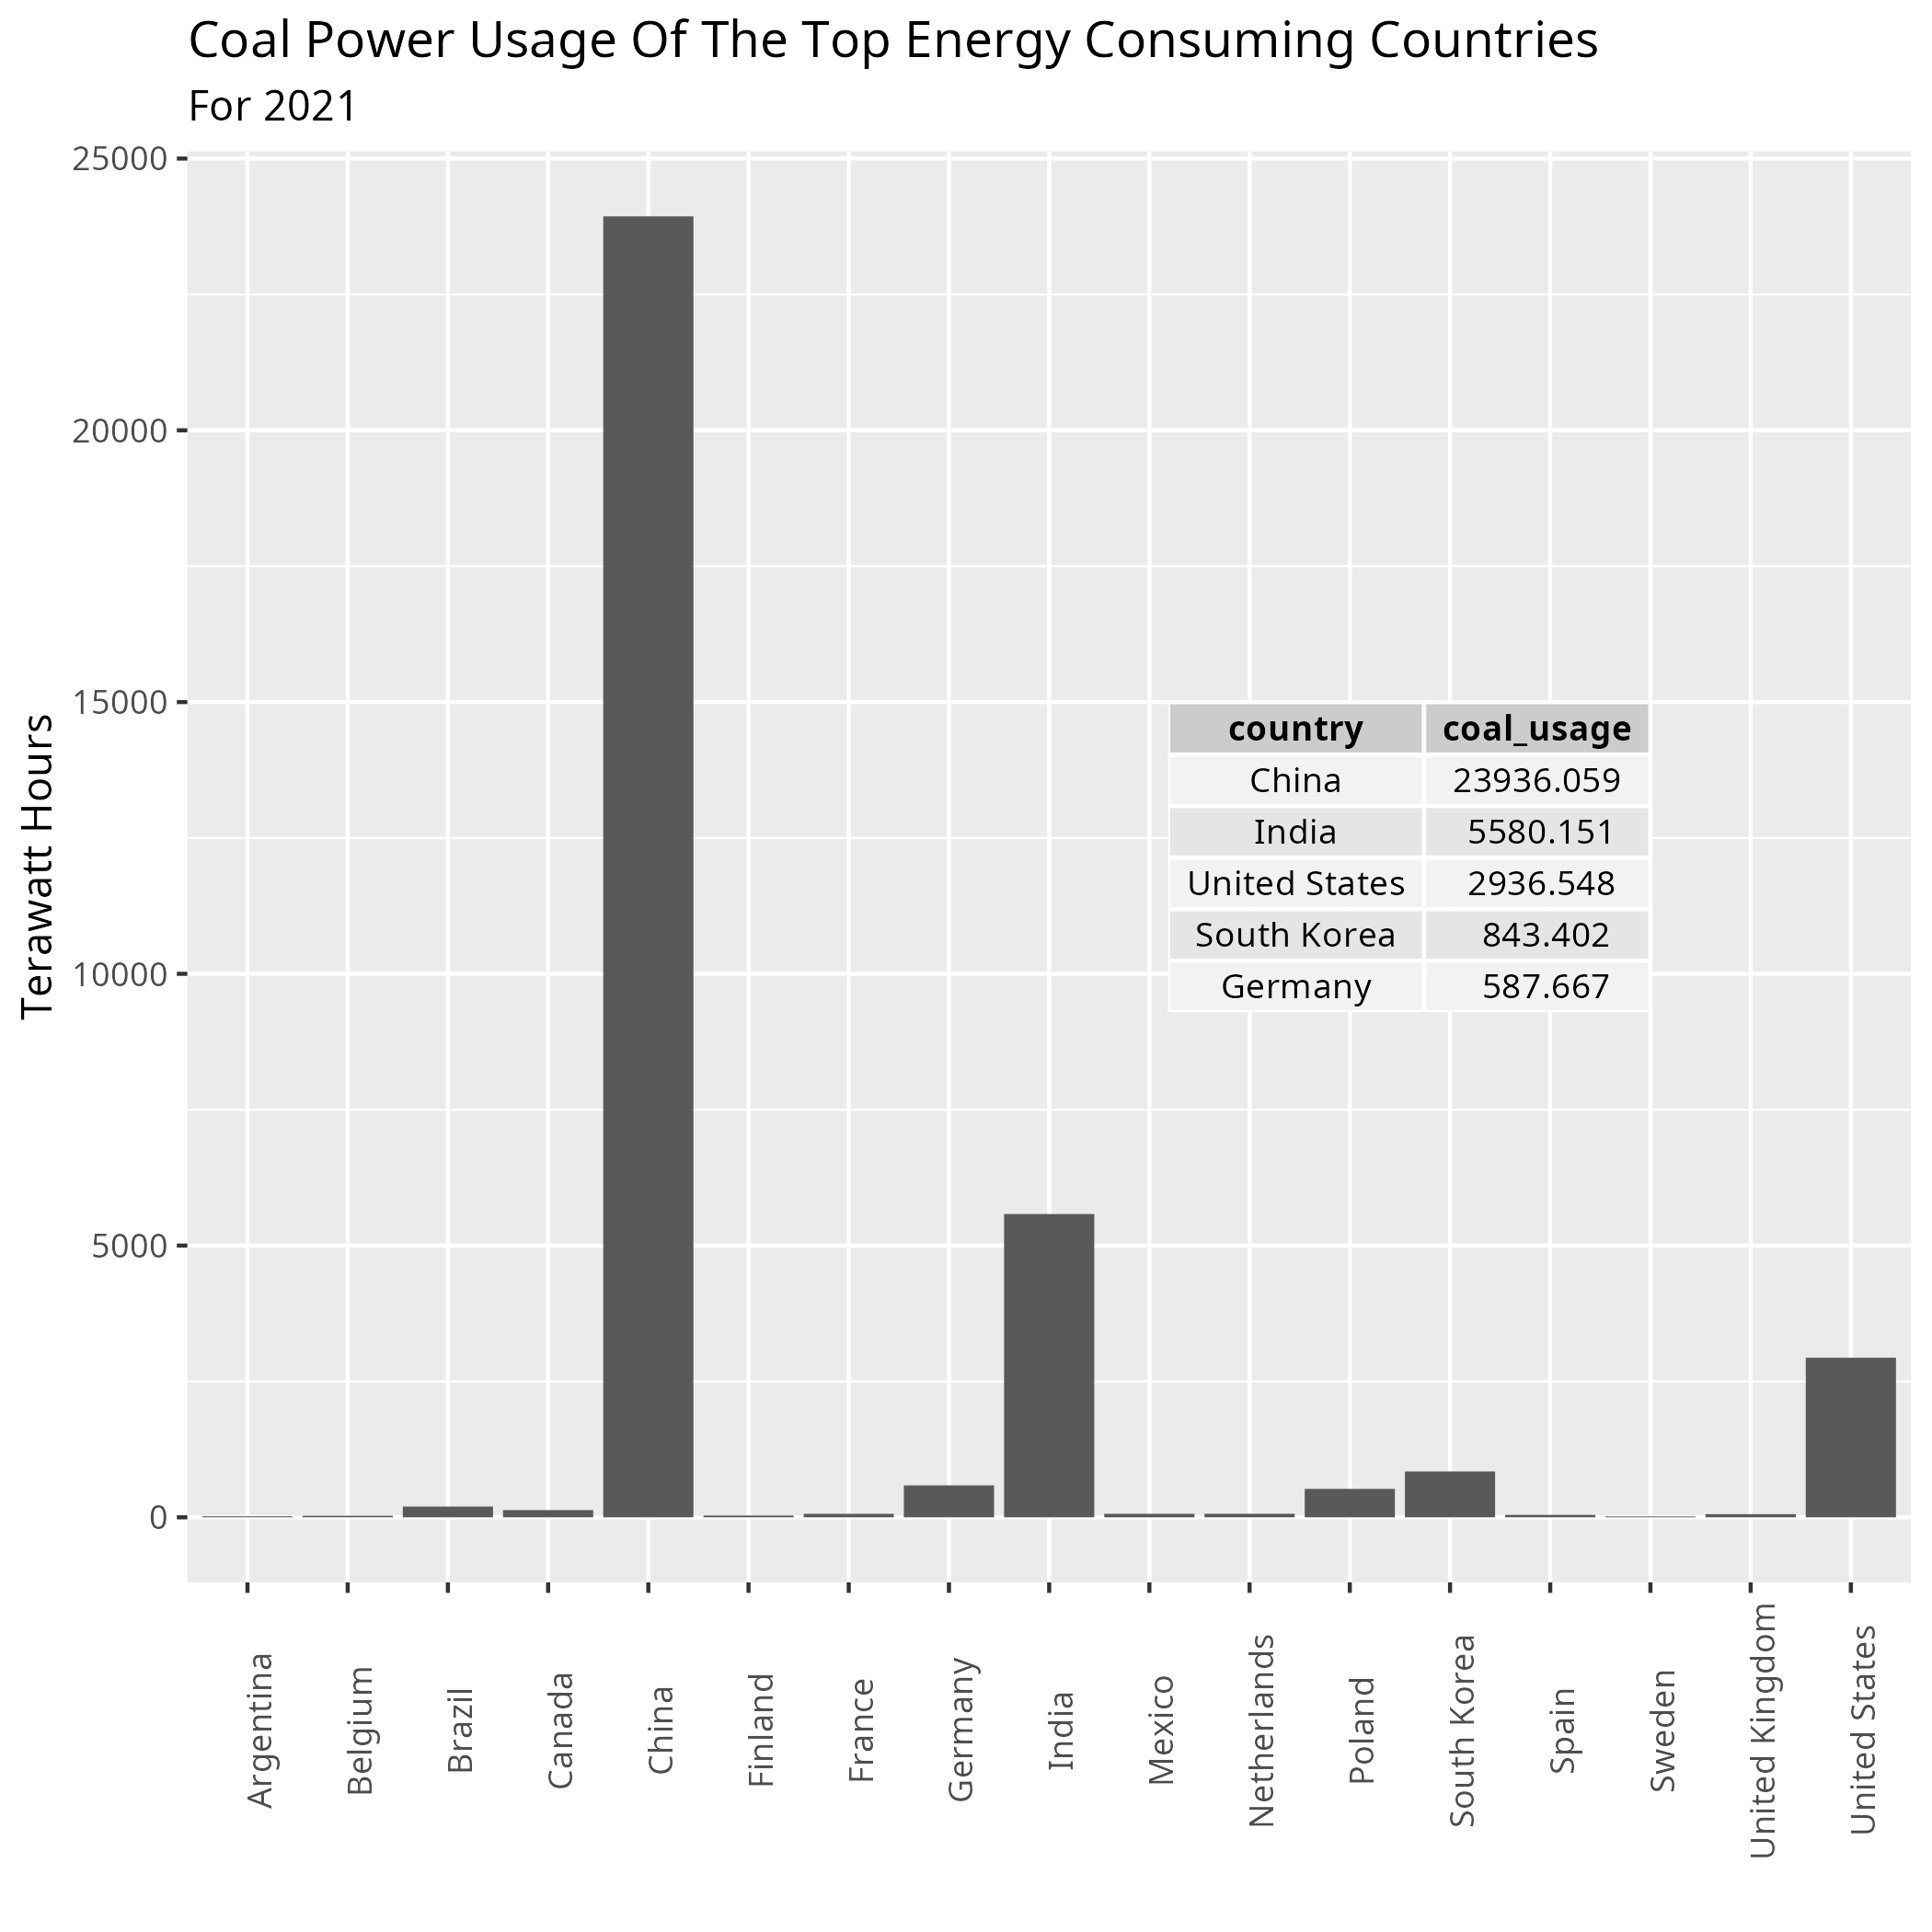 Coal Power Usage Of The Top Energy Consuming Countries
For 2021
Terawatt Hours
25000
20000
15000
10000
5000
0
country coal_usage
China 23936.059
India 5580.151
United States 2936.548
South Korea 843.402
Germany 587.667
Argentina
Belgium
Brazil
Canada
China
Finland
France
Germany
India
Mexico
Netherlands
Poland
South Korea
Spain
Sweden
United Kingdom
United States